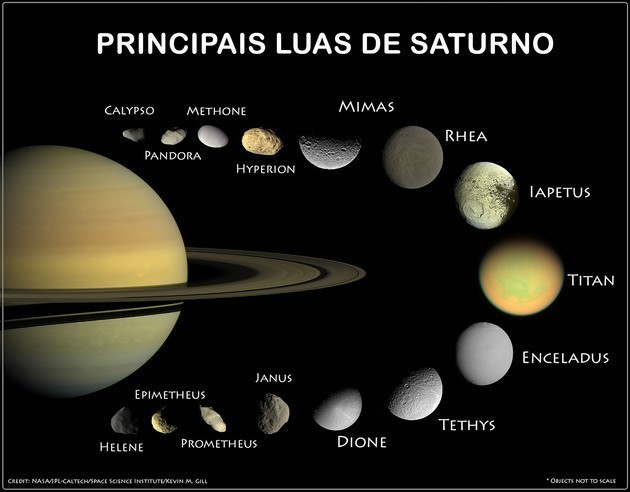 PRINCIPAIS LUAS DE SATURNO
CALYPSO
PANDORA
METHONE
HYPERION
MIMAS
RHEA
IAPETUS
TITAN
ENCELADUS
TETHYS
DIONE
JANUS
PROMETHEUS
EPIMETHEUS
HELENE
CREDIT: NASA/JPL-CALTECH/SPACE SCIENCE INSTITUTE/KEVIN M. GILL
* OBJECTS NOT TO SCALE